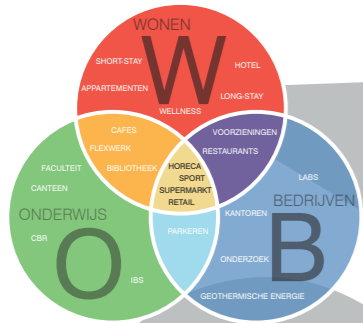 WONEN
W
SHORT-STAY
HOTEL
APPARTEMENTEN
LONG-STAY
WELLNESS
CAFES
FLEXWERK
BIBLIOTHEEK
VOORZIENINGEN
RESTAURANTS
HORECA
SPORT
SUPERMARKT
RETAIL
FACULTEIT
CANTEEN
ONDERWIJS
O
CBR
IBS
PARKEREN
LABS
BEDRIJVEN
B
KANTOREN
ONDERZOEK
GEOTHERMISCHE ENERGIE